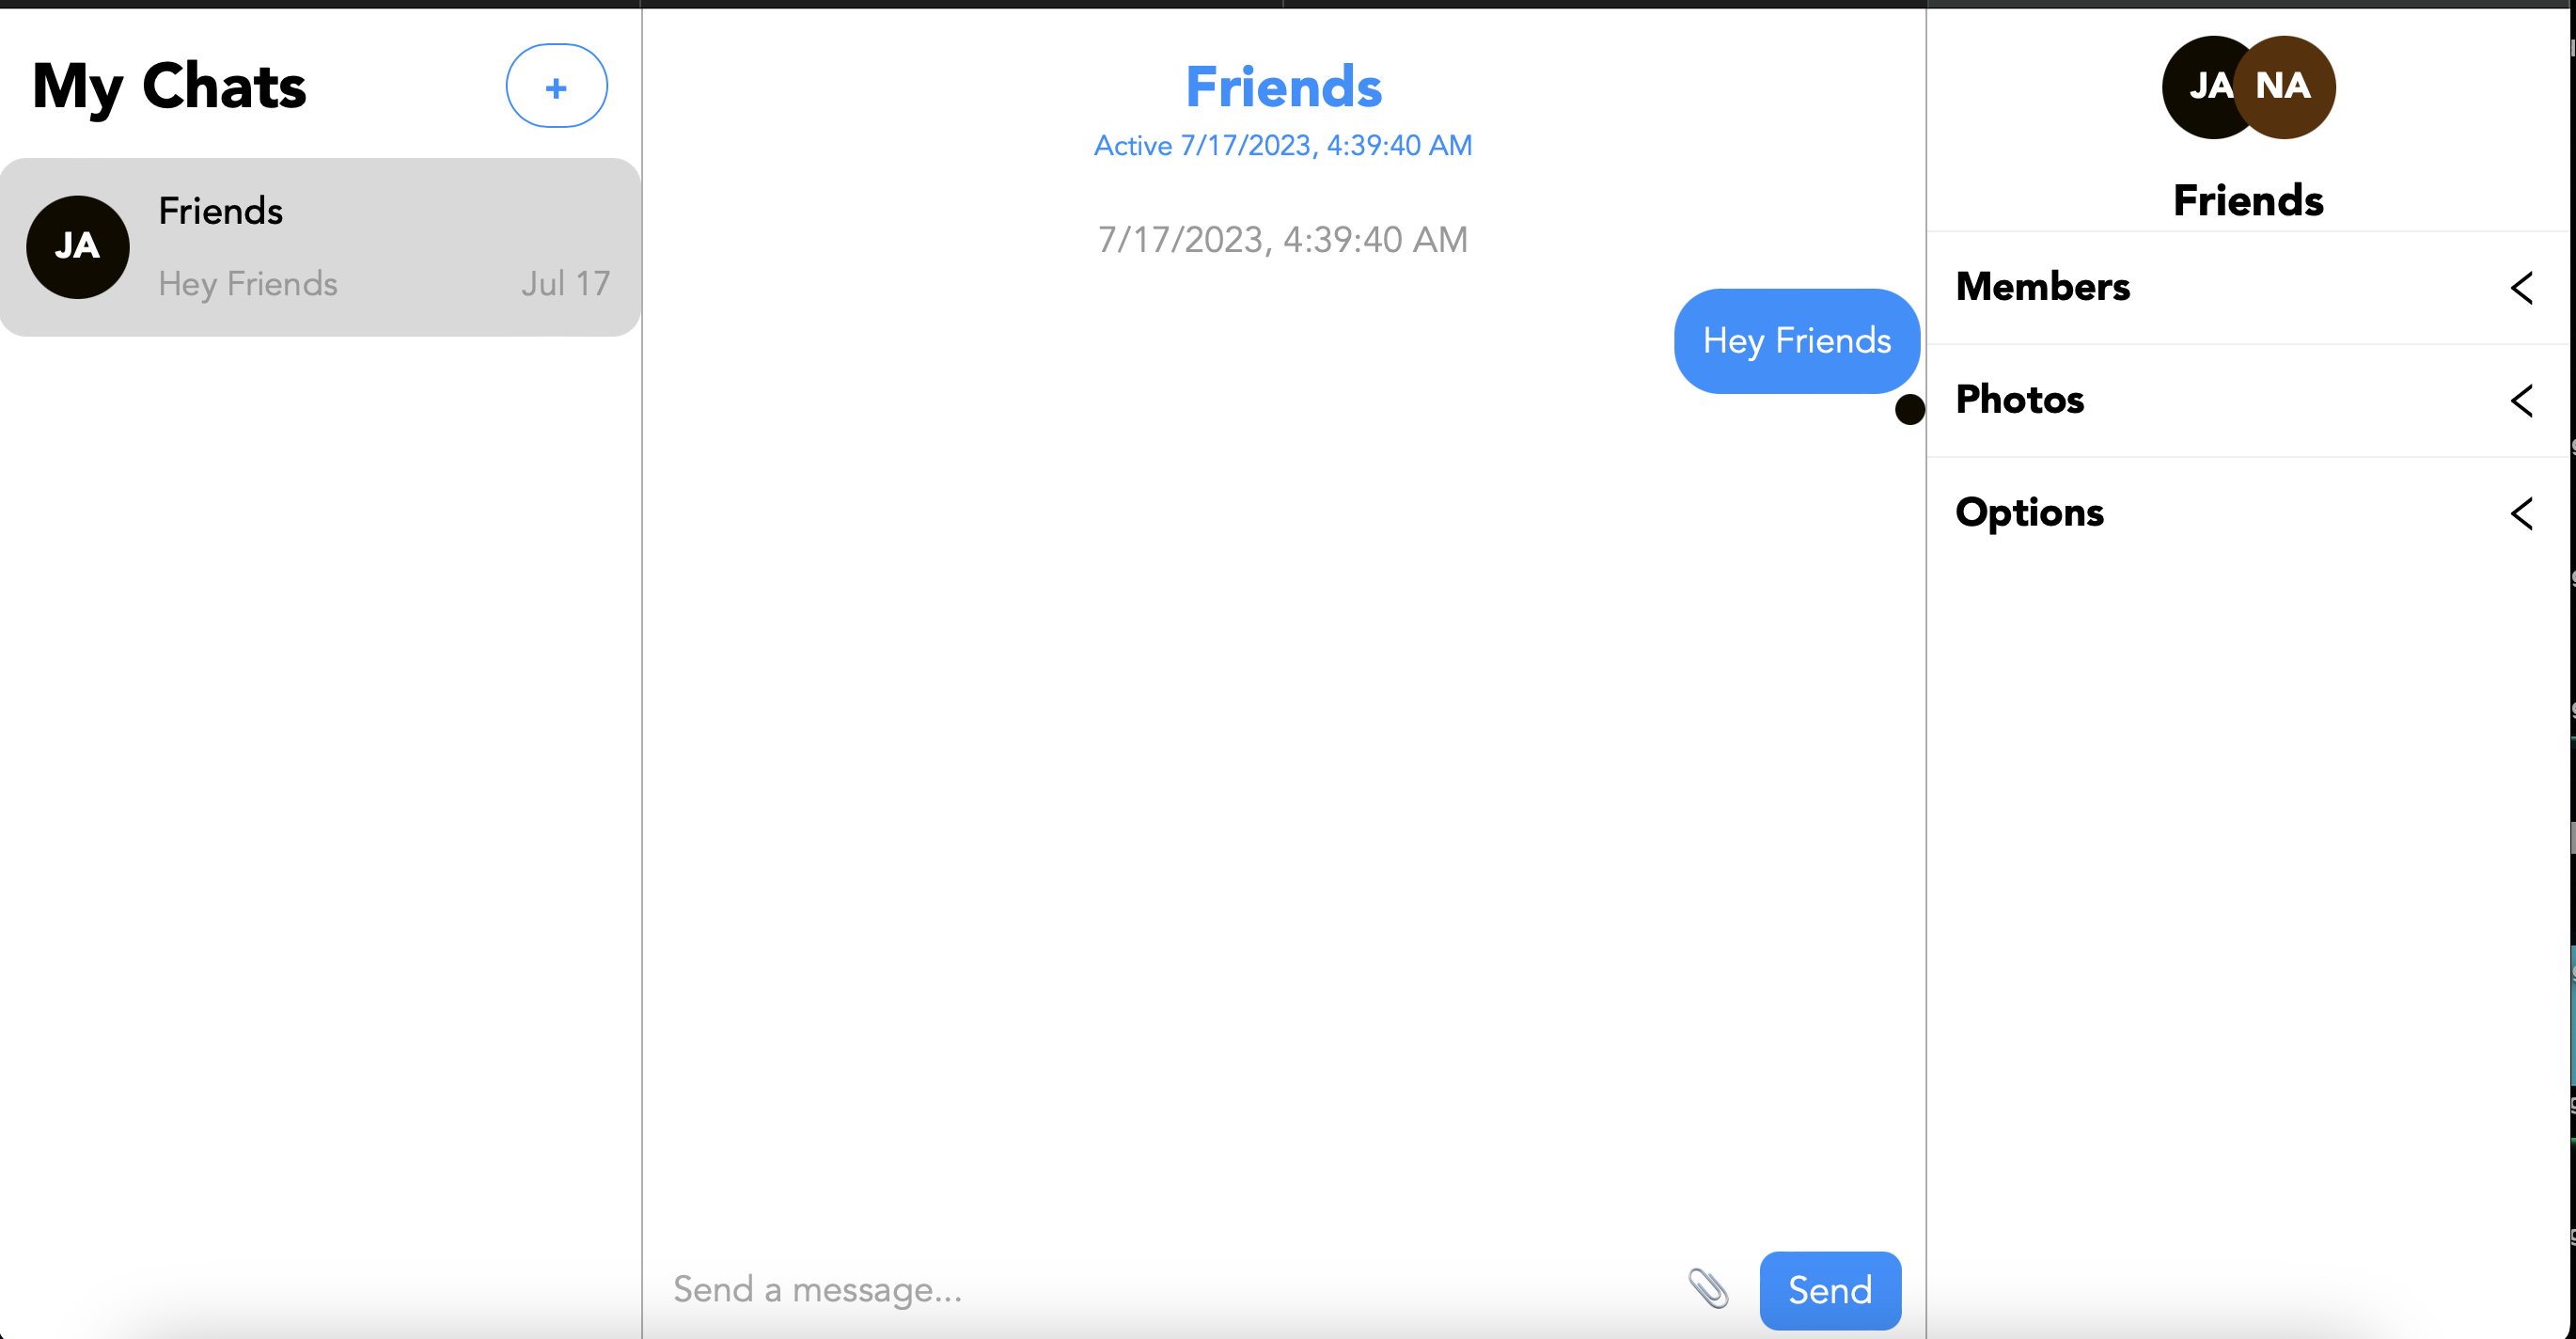 My Chats
+
JA
Friends
Hey Friends
Jul 17
Friends
Active 7/17/2023, 4:39:40 AM
7/17/2023, 4:39:40 AM
Hey Friends
Send a message...
Send
JA NA
Friends
Members
Photos
Options